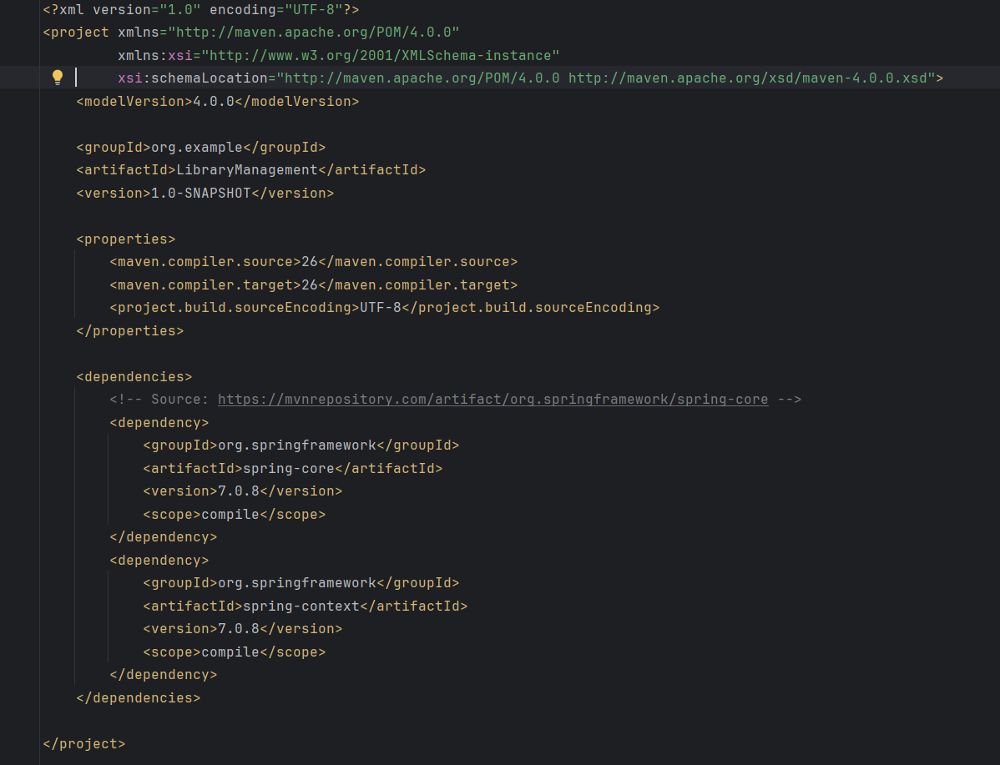 <?xml version="1.0" encoding="UTF-8"?>
<project xmlns="http://maven.apache.org/POM/4.0.0"
         xmlns:xsi="http://www.w3.org/2001/XMLSchema-instance"
         xsi:schemaLocation="http://maven.apache.org/POM/4.0.0 http://maven.apache.org/xsd/maven-4.0.0.xsd">
    <modelVersion>4.0.0</modelVersion>

    <groupId>org.example</groupId>
    <artifactId>LibraryManagement</artifactId>
    <version>1.0-SNAPSHOT</version>

    <properties>
        <maven.compiler.source>26</maven.compiler.source>
        <maven.compiler.target>26</maven.compiler.target>
        <project.build.sourceEncoding>UTF-8</project.build.sourceEncoding>
    </properties>

    <dependencies>
        <!-- Source: https://mvnrepository.com/artifact/org.springframework/spring-core -->
        <dependency>
            <groupId>org.springframework</groupId>
            <artifactId>spring-core</artifactId>
            <version>7.0.8</version>
            <scope>compile</scope>
        </dependency>
        <dependency>
            <groupId>org.springframework</groupId>
            <artifactId>spring-context</artifactId>
            <version>7.0.8</version>
            <scope>compile</scope>
        </dependency>
    </dependencies>

</project>